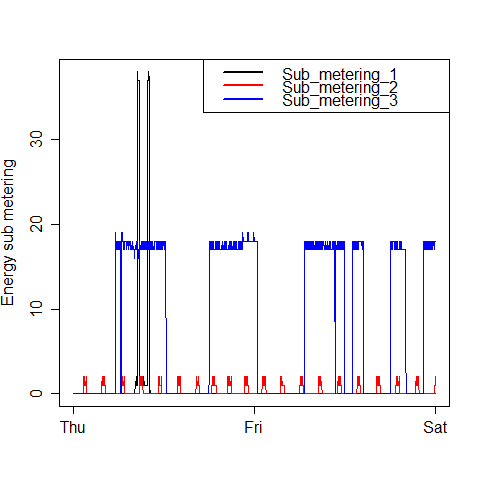 Sub_metering_1
Sub_metering_2
Sub_metering_3
Energy sub metering
30
20
10
0
Thu Fri Sat